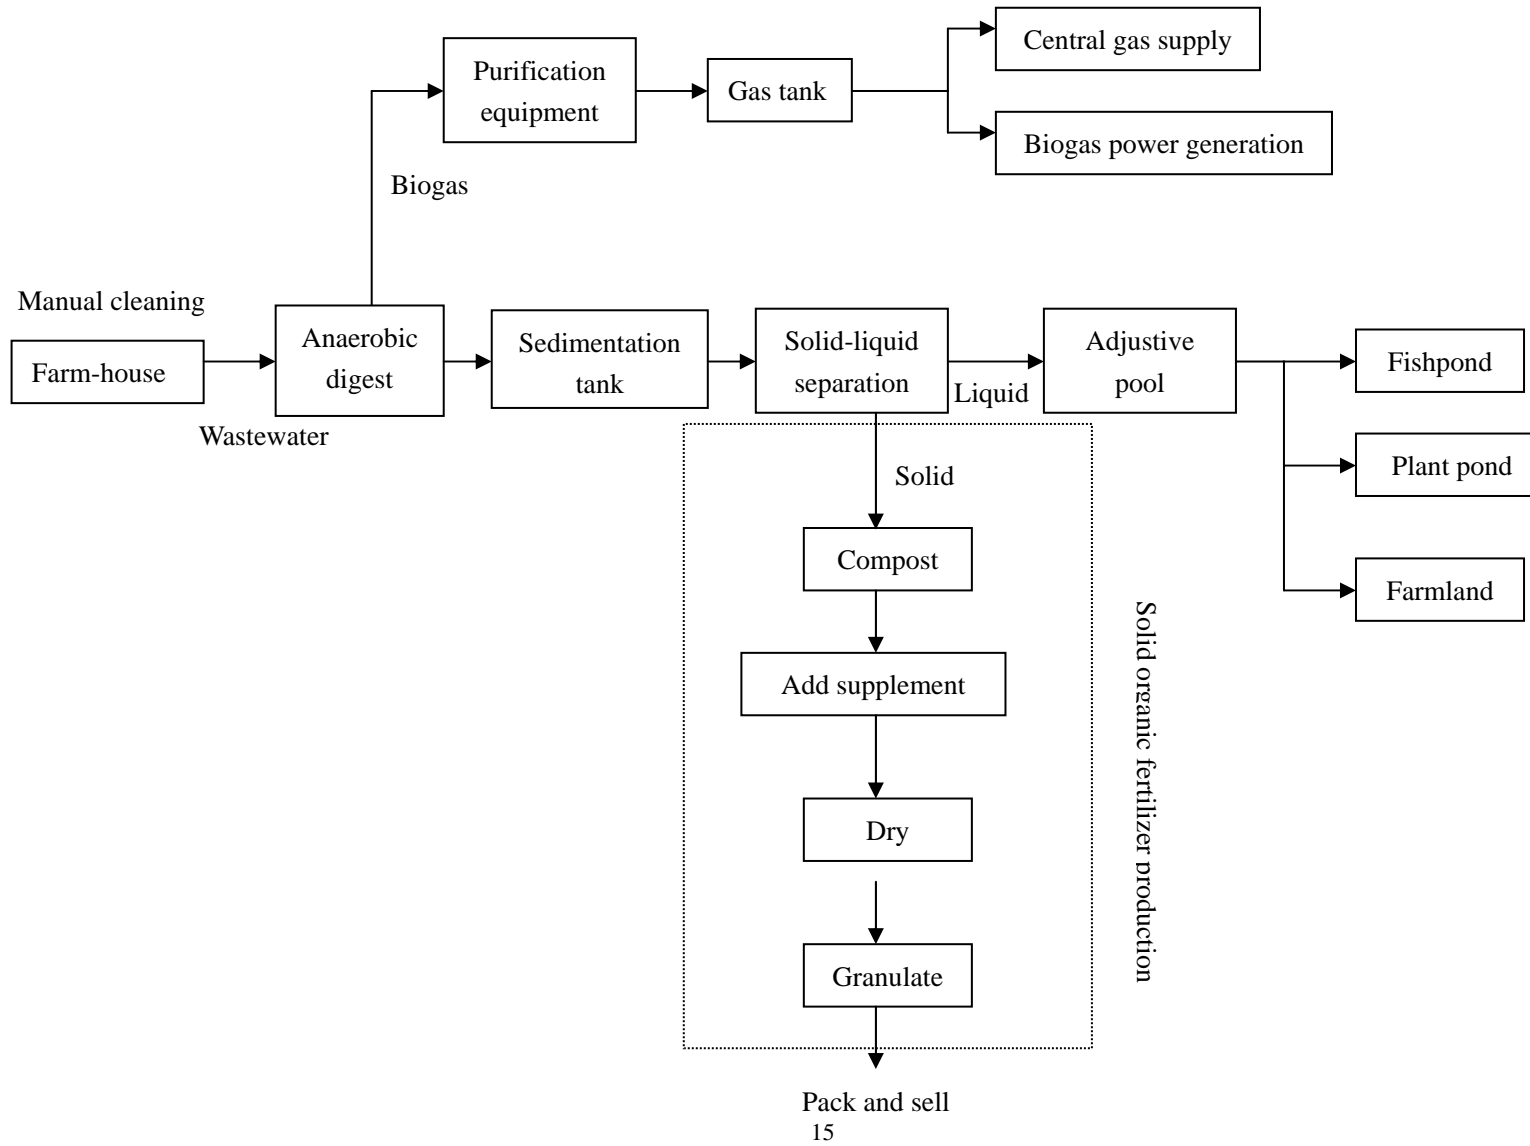 Central gas supply
Purification
equipment
Gas tank
Biogas power generation
Biogas
Manual cleaning
Farm-house
Anaerobic
digest
Wastewater
Sedimentation
tank
Solid-liquid
separation
Liquid
Adjustive
pool
Fishpond
Plant pond
Farmland
Solid
Compost
Add supplement
Dry
Granulate
Solid organic fertilizer production
Pack and sell
15